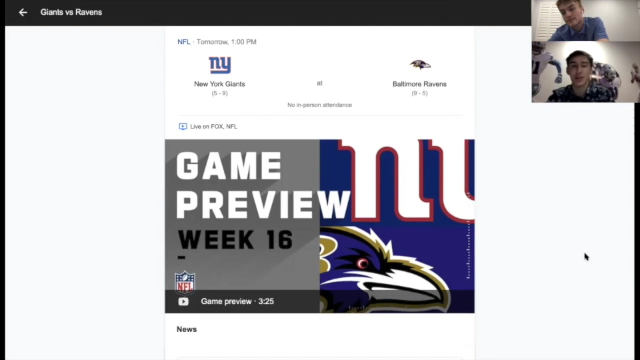 Giants vs Ravens
NFL · Tomorrow, 1:00 PM
ny
New York Giants
at
Baltimore Ravens
(5 - 9)
(9 - 5)
No in-person attendance
Live on FOX, NFL
GAME
PREVIEW
WEEK 16
NFL
Game preview · 3:25
News